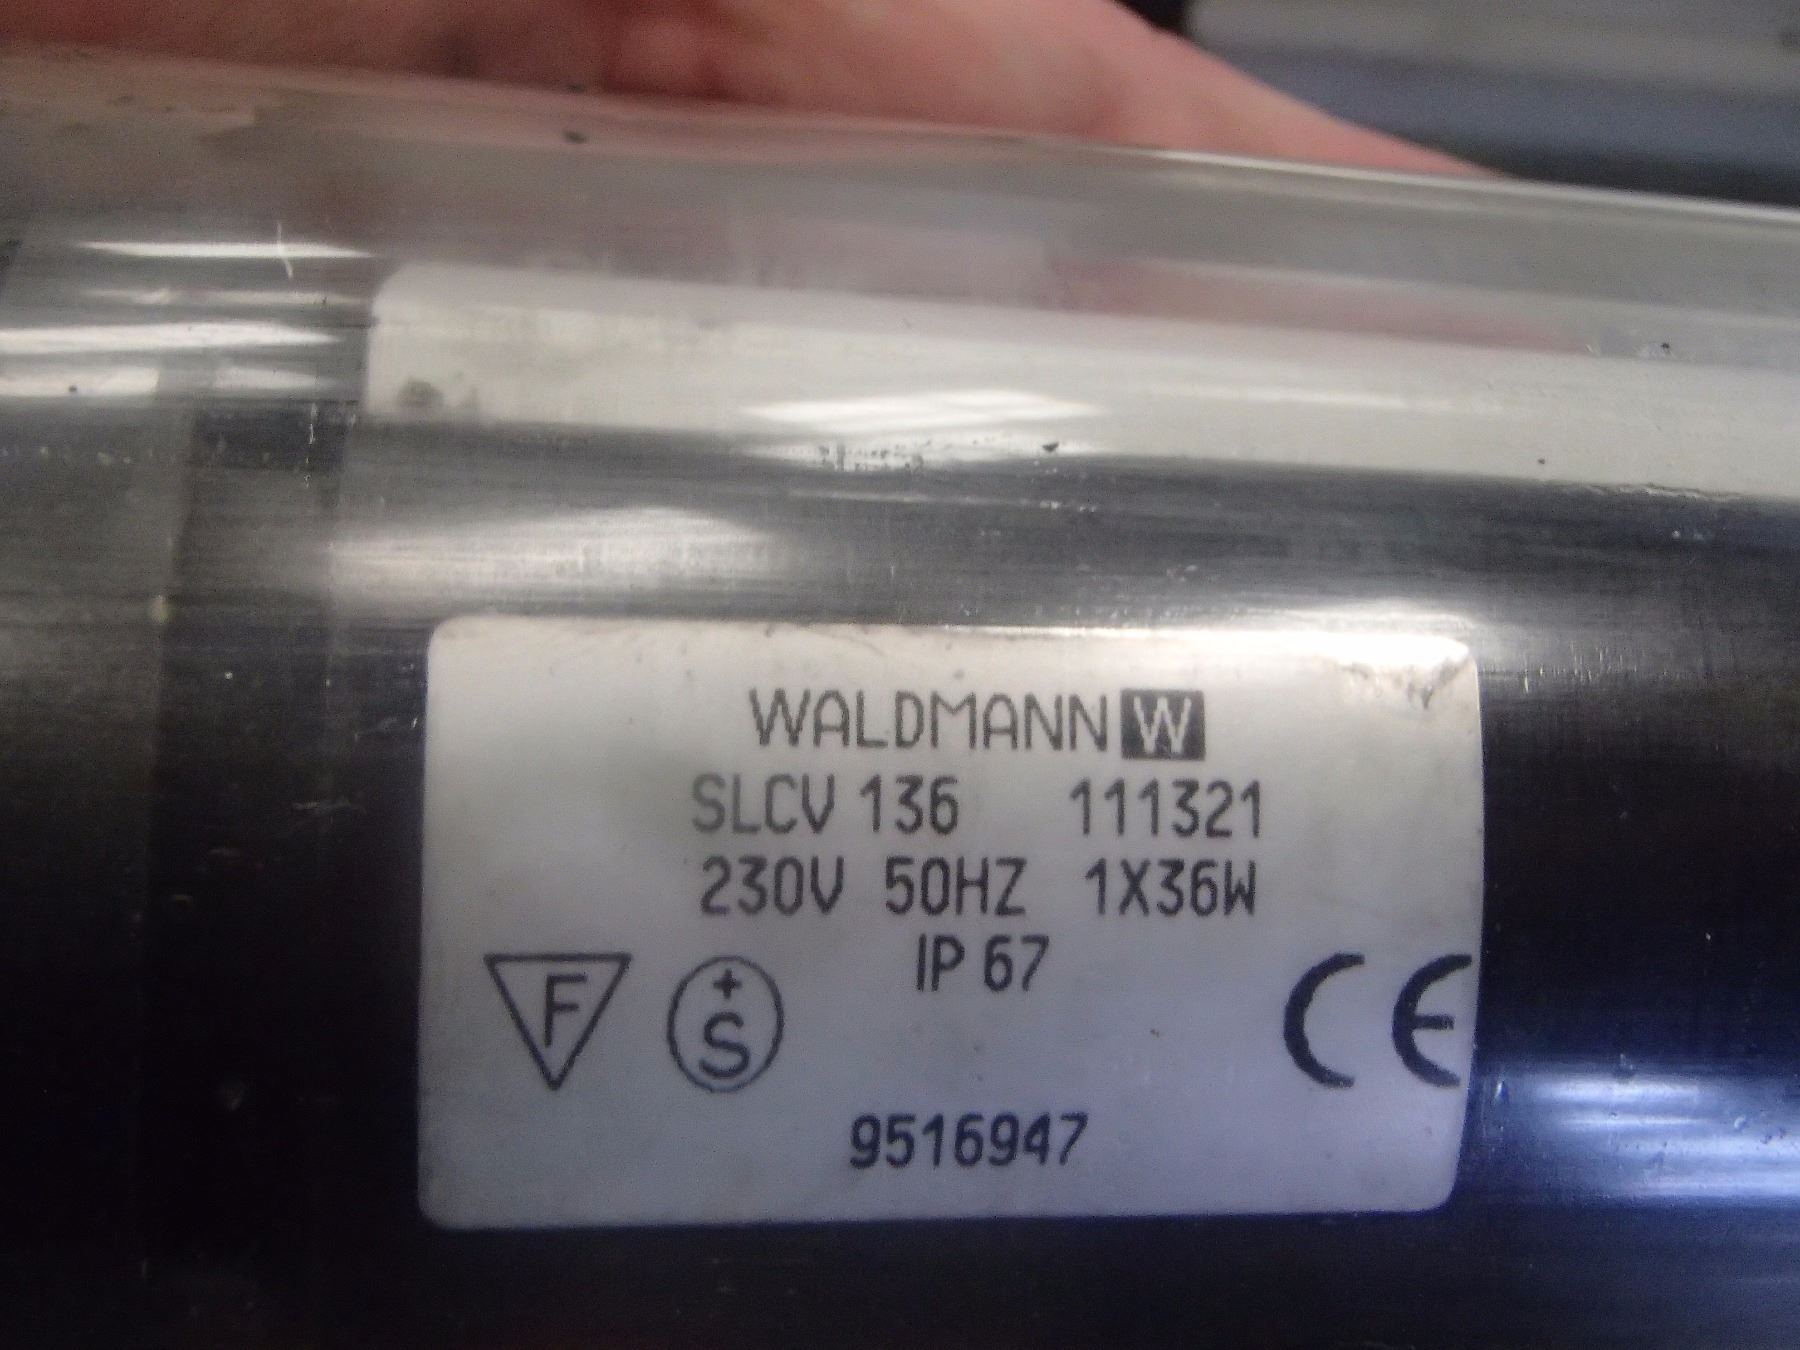 WALDMANN W
SLCV 136 111321
230V 50HZ 1X36W
IP 67
F +S CE
9516947